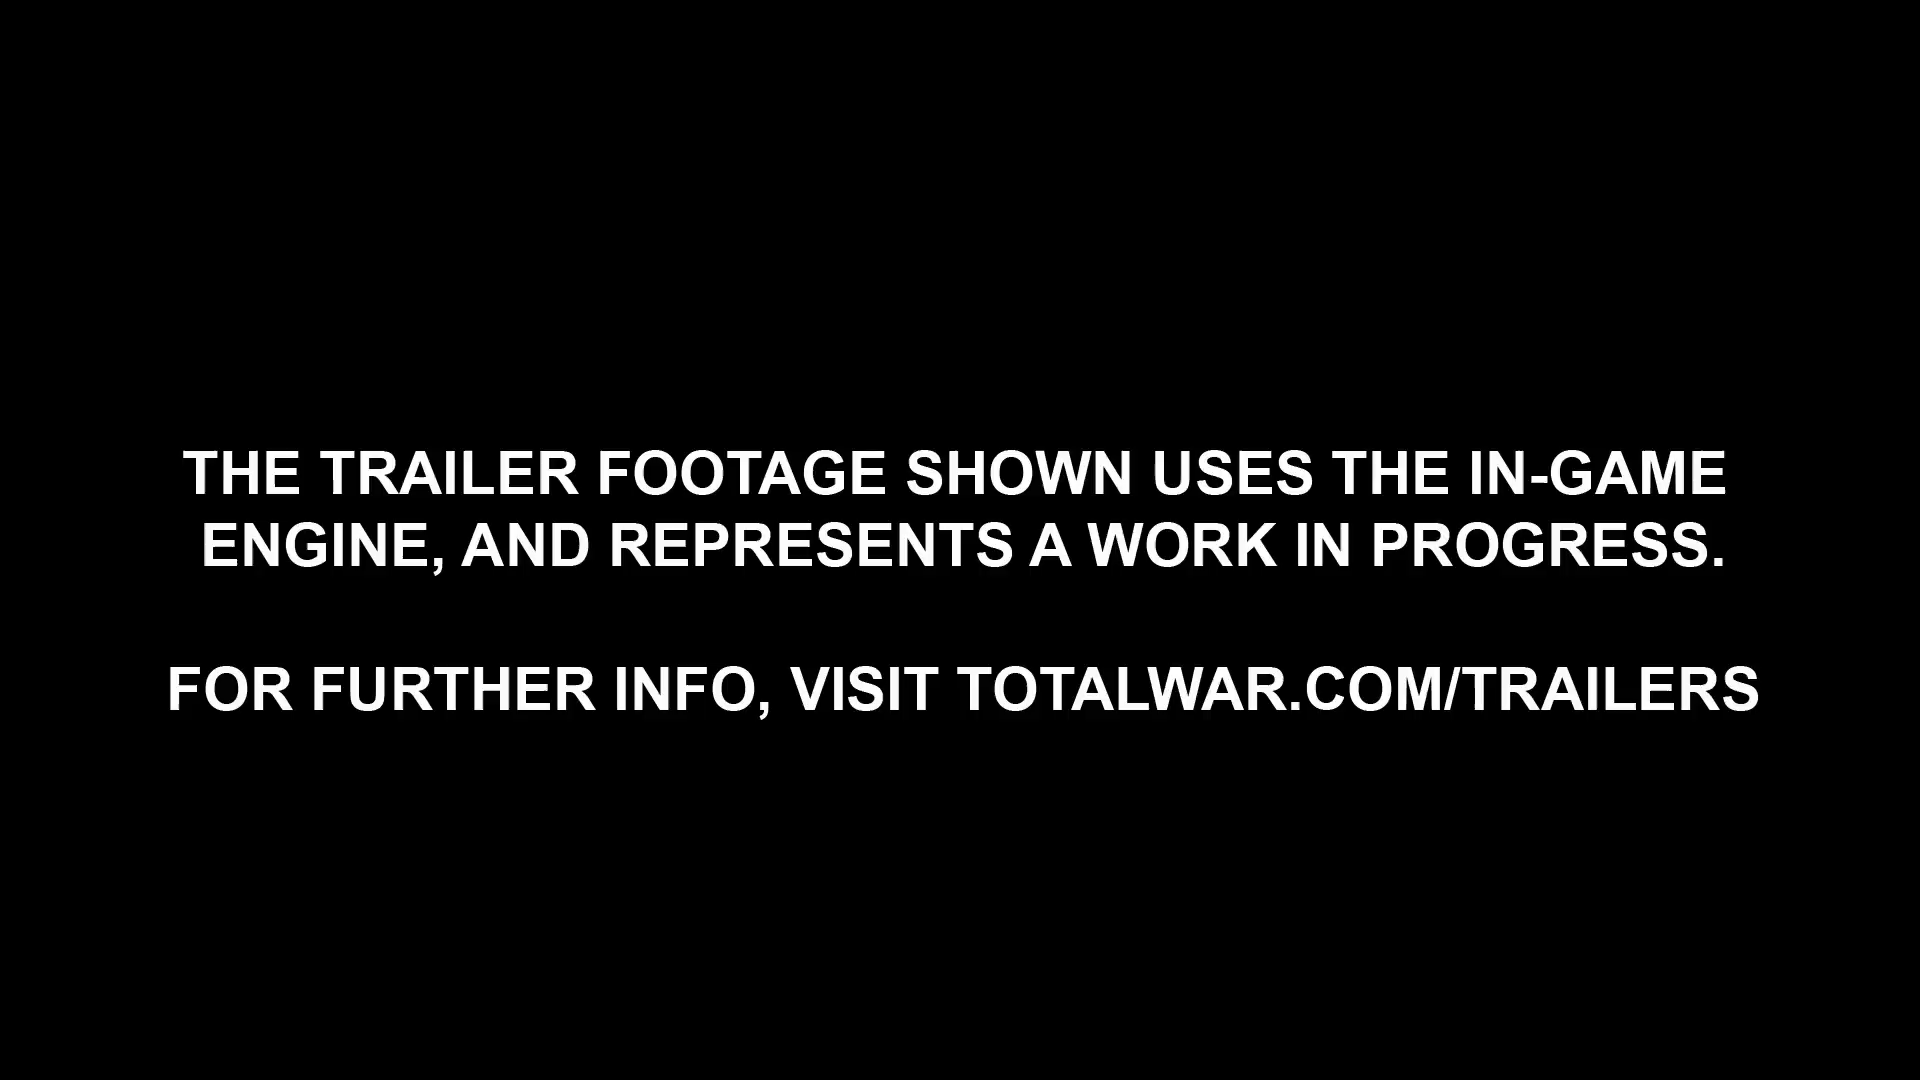 THE TRAILER FOOTAGE SHOWN USES THE IN-GAME
ENGINE, AND REPRESENTS A WORK IN PROGRESS.
FOR FURTHER INFO, VISIT TOTALWAR.COM/TRAILERS